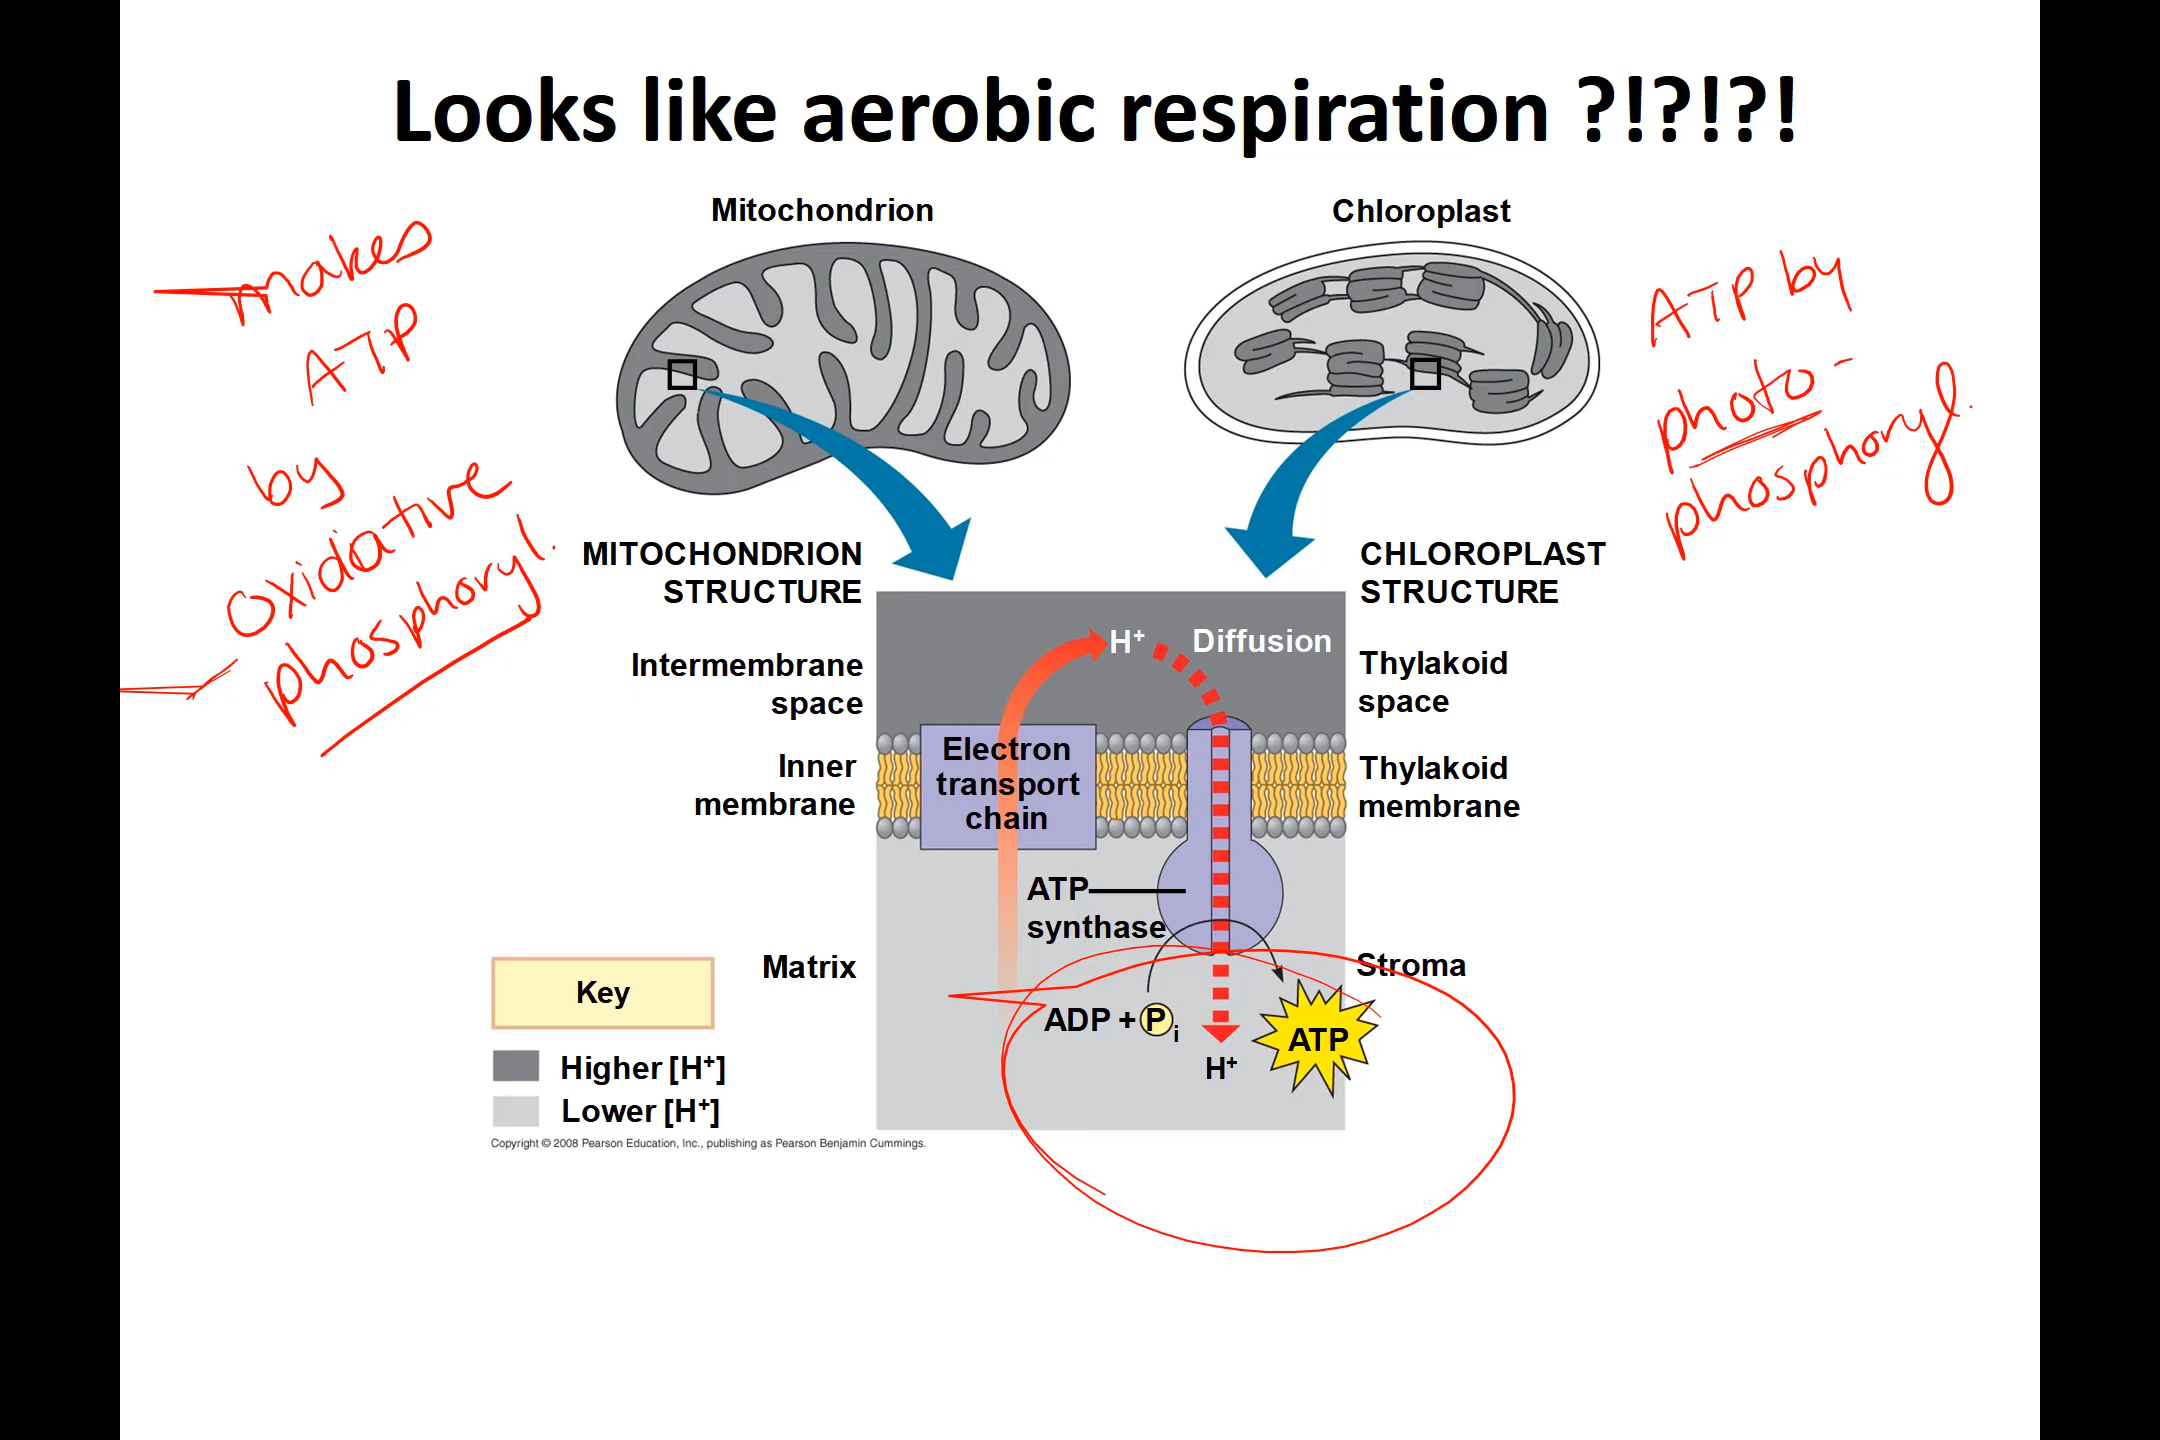 Looks like aerobic respiration ?!?!?!
Mitochondrion
Chloroplast
makes
ATP
by
Oxidative
phosphoryl.
ATP by
photo-
phosphoryl.
MITOCHONDRION
STRUCTURE
CHLOROPLAST
STRUCTURE
H+
Diffusion
Intermembrane
space
Thylakoid
space
Electron
transport
chain
Inner
membrane
Thylakoid
membrane
ATP
synthase
Matrix
Stroma
ADP + Pi
H+
ATP
Key
Higher [H+]
Lower [H+]
Copyright © 2008 Pearson Education, Inc., publishing as Pearson Benjamin Cummings.